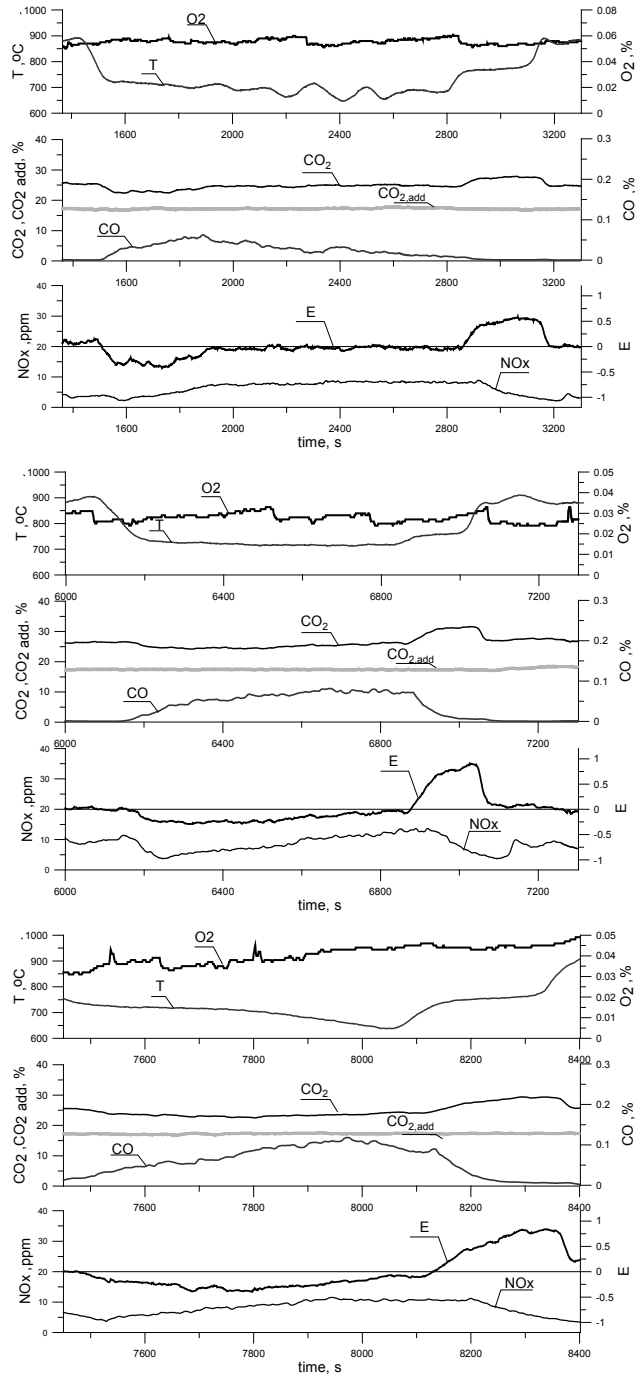 .1000 O2 0.08
900 0.06
800 T 0.04
700 0.02
600 0
T ,oC O2 ,%
1600 2000 2400 2800 3200
40 0.3
30 CO2 0.2
20 CO2,add
10 CO 0.1
0 0
CO2 ,CO2 add, % CO ,%
1600 2000 2400 2800 3200
40 1
30 E 0.5
20 0
10 NOx -0.5
0 -1
NOx ,ppm E
1600 2000 2400 2800 3200
time, s
.1000 O2 0.05
900 0.04
800 T 0.03
0.02
700 0.01
600 0
T ,oC O2 ,%
6000 6400 6800 7200
40 0.3
30 CO2 0.2
20 CO2,add
10 CO 0.1
0 0
CO2 ,CO2 add, % CO ,%
6000 6400 6800 7200
40 1
30 E 0.5
20 0
10 NOx -0.5
0 -1
NOx ,ppm E
6000 6400 6800 7200
time, s
.1000 O2 0.05
900 0.04
800 T 0.03
0.02
700 0.01
600 0
T ,oC O2 ,%
7600 7800 8000 8200 8400
40 0.3
30 CO2 0.2
20 CO2,add
10 CO 0.1
0 0
CO2 ,CO2 add, % CO ,%
7600 7800 8000 8200 8400
40 1
30 E 0.5
20 0
10 NOx -0.5
0 -1
NOx ,ppm E
7600 7800 8000 8200 8400
time, s